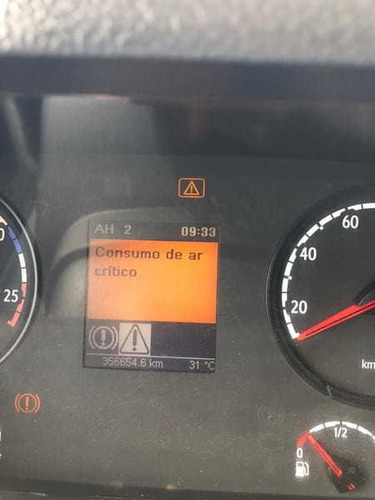 AH 2 09:33
Consumo de ar
crítico
356654.6 km 31 °C
25
60
40
20
km
0 1/2